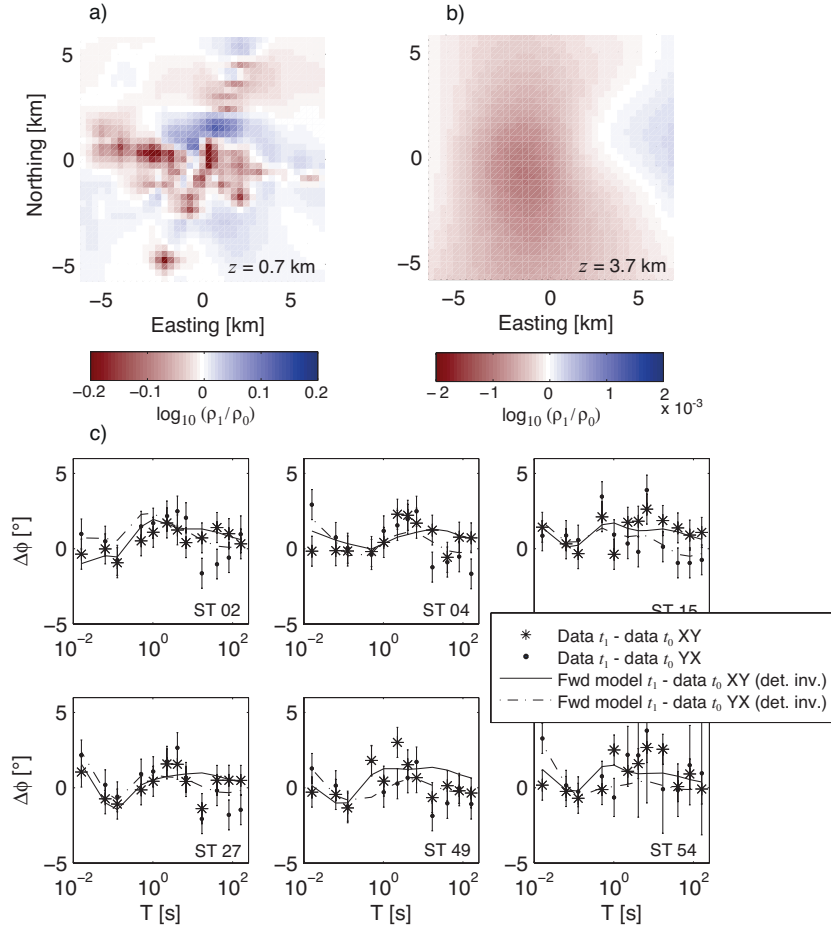 a)
b)
Northing [km]
5
0
−5
z = 0.7 km
−5 0 5
Easting [km]
5
0
−5
z = 3.7 km
−5 0 5
Easting [km]
−0.2 −0.1 0 0.1 0.2
log10 (ρ1/ρ0)
−2 −1 0 1 2
x 10−3
log10 (ρ1/ρ0)
c)
Δϕ [°]
5
0
−5
ST 02
10−2 100 102
T [s]
5
0
−5
ST 04
10−2 100 102
T [s]
5
0
−5
ST 15
Data t1 - data t0 XY
Data t1 - data t0 YX
Fwd model t1 - data t0 XY (det. inv.)
Fwd model t1 - data t0 YX (det. inv.)
Δϕ [°]
5
0
−5
ST 27
10−2 100 102
T [s]
5
0
−5
ST 49
10−2 100 102
T [s]
−5
ST 54
10−2 100 102
T [s]